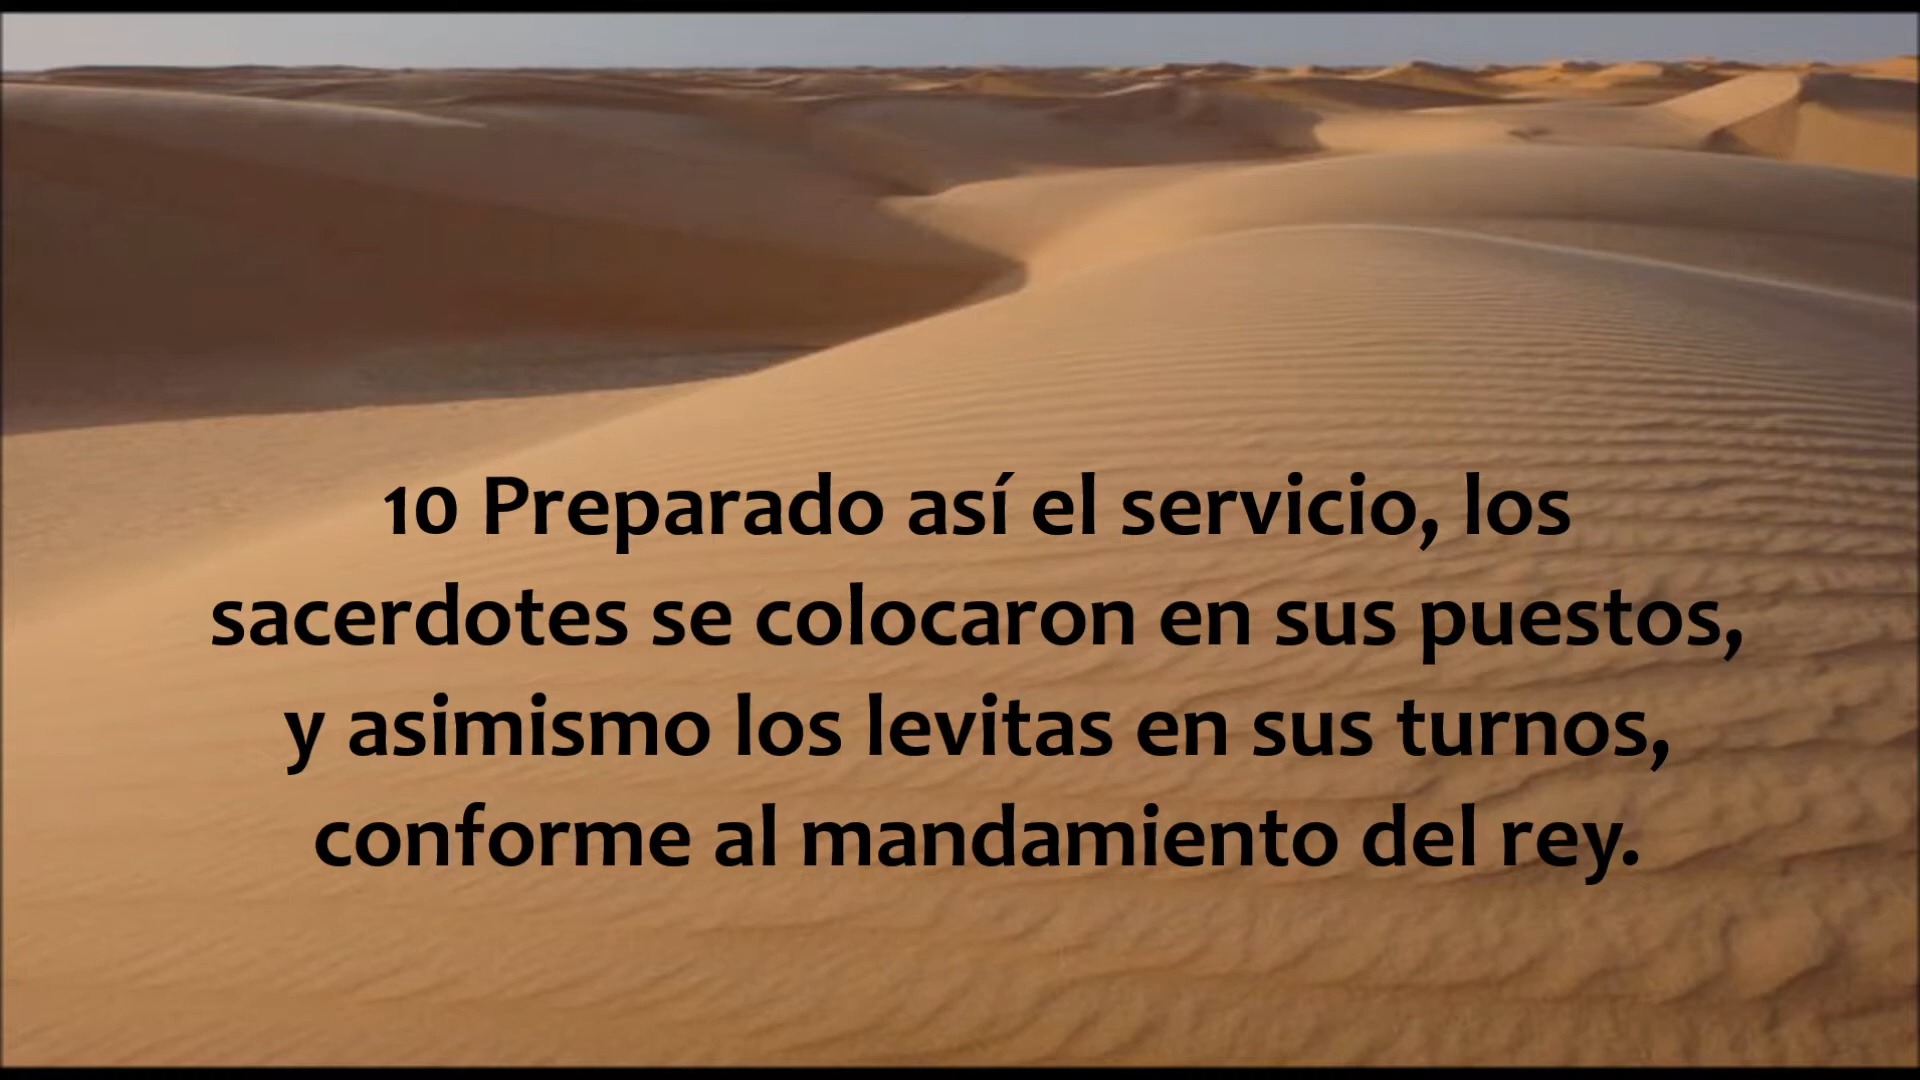 10 Preparado así el servicio, los
sacerdotes se colocaron en sus puestos,
y asimismo los levitas en sus turnos,
conforme al mandamiento del rey.